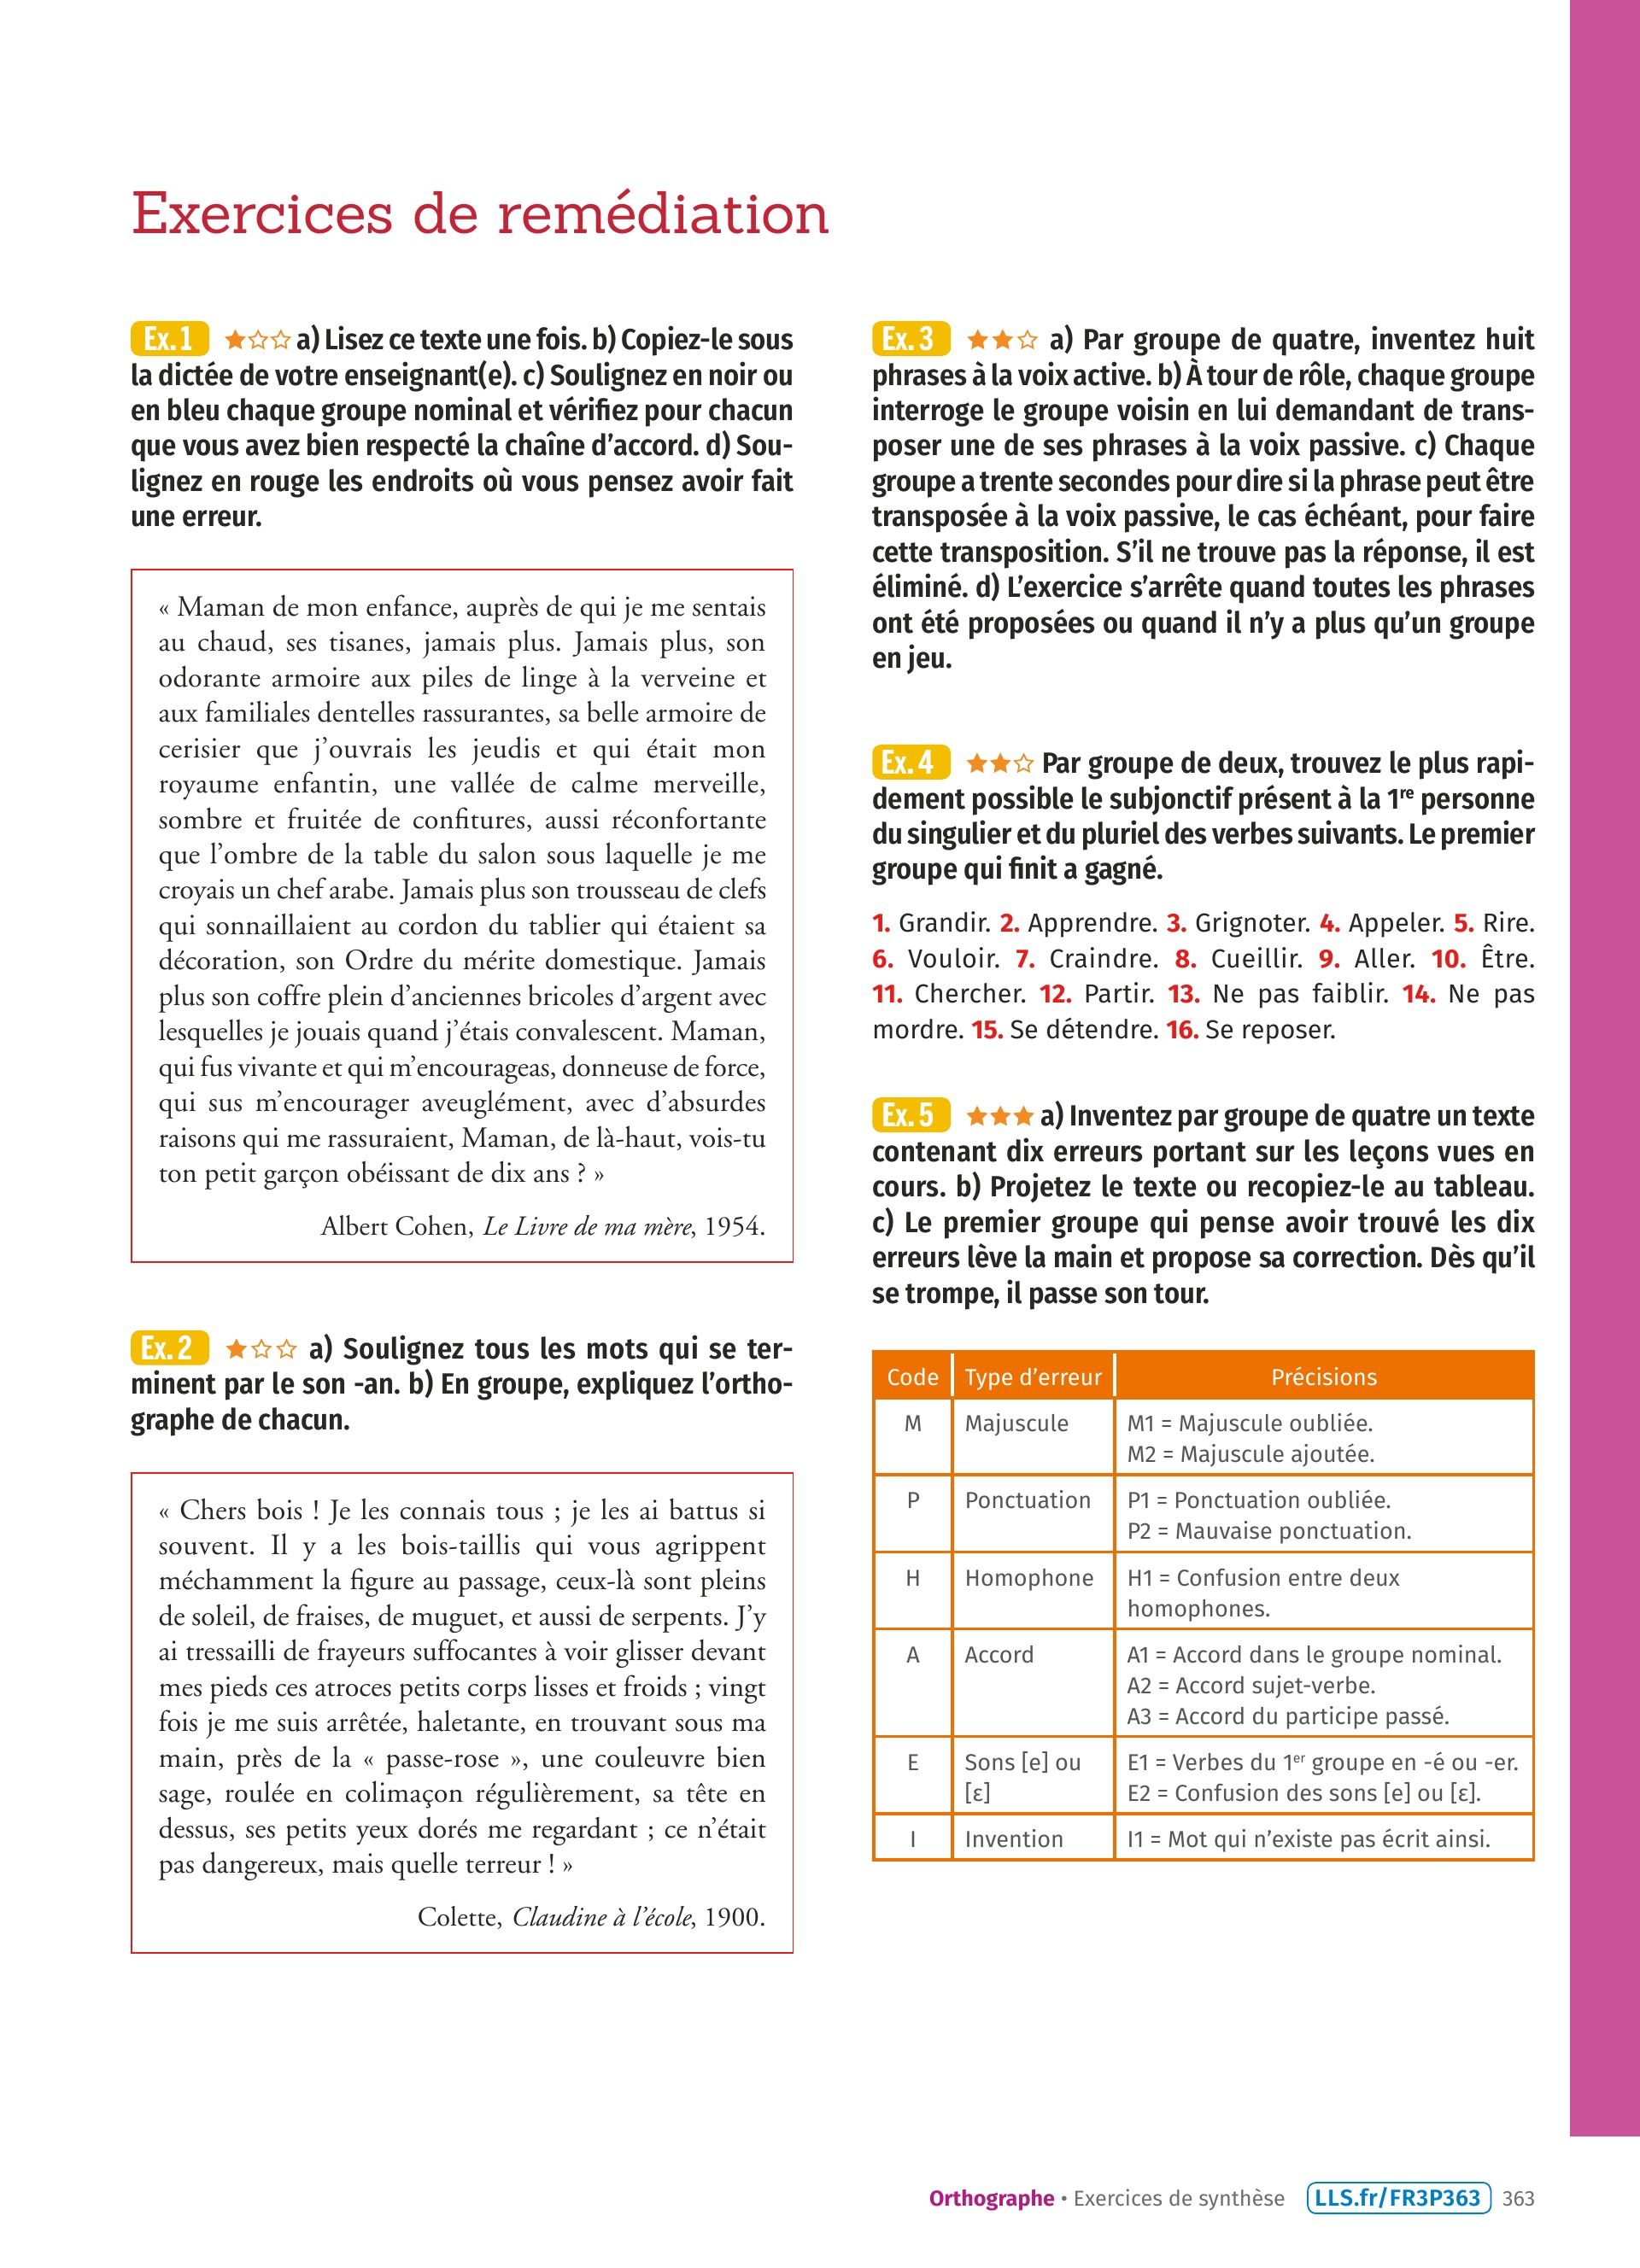 Exercices de remédiation
Ex. 1 ★☆☆ a) Lisez ce texte une fois. b) Copiez-le sous
la dictée de votre enseignant(e). c) Soulignez en noir ou
en bleu chaque groupe nominal et vérifiez pour chacun
que vous avez bien respecté la chaîne d’accord. d) Sou-
lignez en rouge les endroits où vous pensez avoir fait
une erreur.
« Maman de mon enfance, auprès de qui je me sentais
au chaud, ses tisanes, jamais plus. Jamais plus, son
odorante armoire aux piles de linge à la verveine et
aux familiales dentelles rassurantes, sa belle armoire de
cerisier que j’ouvrais les jeudis et qui était mon
royaume enfantin, une vallée de calme merveille,
sombre et fruitée de confitures, aussi réconfortante
que l’ombre de la table du salon sous laquelle je me
croyais un chef arabe. Jamais plus son trousseau de clefs
qui sonnaillaient au cordon du tablier qui étaient sa
décoration, son Ordre du mérite domestique. Jamais
plus son coffre plein d’anciennes bricoles d’argent avec
lesquelles je jouais quand j’étais convalescent. Maman,
qui fus vivante et qui m’encourageas, donneuse de force,
qui sus m’encourager aveuglément, avec d’absurdes
raisons qui me rassuraient, Maman, de là-haut, vois-tu
ton petit garçon obéissant de dix ans ? »
Albert Cohen, Le Livre de ma mère, 1954.
Ex. 2 ★☆☆ a) Soulignez tous les mots qui se ter-
minent par le son -an. b) En groupe, expliquez l’ortho-
graphe de chacun.
« Chers bois ! Je les connais tous ; je les ai battus si
souvent. Il y a les bois-taillis qui vous agrippent
méchamment la figure au passage, ceux-là sont pleins
de soleil, de fraises, de muguet, et aussi de serpents. J’y
ai tressailli de frayeurs suffocantes à voir glisser devant
mes pieds ces atroces petits corps lisses et froids ; vingt
fois je me suis arrêtée, haletante, en trouvant sous ma
main, près de la « passe-rose », une couleuvre bien
sage, roulée en colimaçon régulièrement, sa tête en
dessus, ses petits yeux dorés me regardant ; ce n’était
pas dangereux, mais quelle terreur ! »
Colette, Claudine à l’école, 1900.
Ex. 3 ★★☆ a) Par groupe de quatre, inventez huit
phrases à la voix active. b) À tour de rôle, chaque groupe
interroge le groupe voisin en lui demandant de trans-
poser une de ses phrases à la voix passive. c) Chaque
groupe a trente secondes pour dire si la phrase peut être
transposée à la voix passive, le cas échéant, pour faire
cette transposition. S’il ne trouve pas la réponse, il est
éliminé. d) L’exercice s’arrête quand toutes les phrases
ont été proposées ou quand il n’y a plus qu’un groupe
en jeu.
Ex. 4 ★★☆ Par groupe de deux, trouvez le plus rapi-
dement possible le subjonctif présent à la 1re personne
du singulier et du pluriel des verbes suivants. Le premier
groupe qui finit a gagné.
1. Grandir. 2. Apprendre. 3. Grignoter. 4. Appeler. 5. Rire.
6. Vouloir. 7. Craindre. 8. Cueillir. 9. Aller. 10. Être.
11. Chercher. 12. Partir. 13. Ne pas faiblir. 14. Ne pas
mordre. 15. Se détendre. 16. Se reposer.
Ex. 5 ★★★ a) Inventez par groupe de quatre un texte
contenant dix erreurs portant sur les leçons vues en
cours. b) Projetez le texte ou recopiez-le au tableau.
c) Le premier groupe qui pense avoir trouvé les dix
erreurs lève la main et propose sa correction. Dès qu’il
se trompe, il passe son tour.
Code Type d’erreur Précisions
M Majuscule M1 = Majuscule oubliée.
M2 = Majuscule ajoutée.
P Ponctuation P1 = Ponctuation oubliée.
P2 = Mauvaise ponctuation.
H Homophone H1 = Confusion entre deux
homophones.
A Accord A1 = Accord dans le groupe nominal.
A2 = Accord sujet-verbe.
A3 = Accord du participe passé.
E Sons [e] ou E1 = Verbes du 1er groupe en -é ou -er.
[ɛ] E2 = Confusion des sons [e] ou [ɛ].
I Invention I1 = Mot qui n’existe pas écrit ainsi.
Orthographe • Exercices de synthèse LLS.fr/FR3P363 363